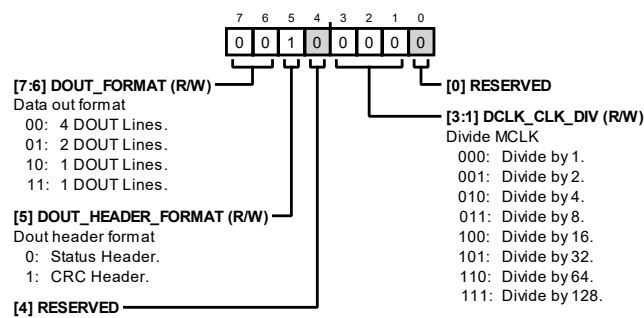 7 6 5 4 3 2 1 0
0 0 1 0 0 0 0 0
[7:6] DOUT_FORMAT (R/W)
Data out format
00: 4 DOUT Lines.
01: 2 DOUT Lines.
10: 1 DOUT Lines.
11: 1 DOUT Lines.
[5] DOUT_HEADER_FORMAT (R/W)
Dout header format
0: Status Header.
1: CRC Header.
[4] RESERVED
[0] RESERVED
[3:1] DCLK_CLK_DIV (R/W)
Divide MCLK
000: Divide by 1.
001: Divide by 2.
010: Divide by 4.
011: Divide by 8.
100: Divide by 16.
101: Divide by 32.
110: Divide by 64.
111: Divide by 128.